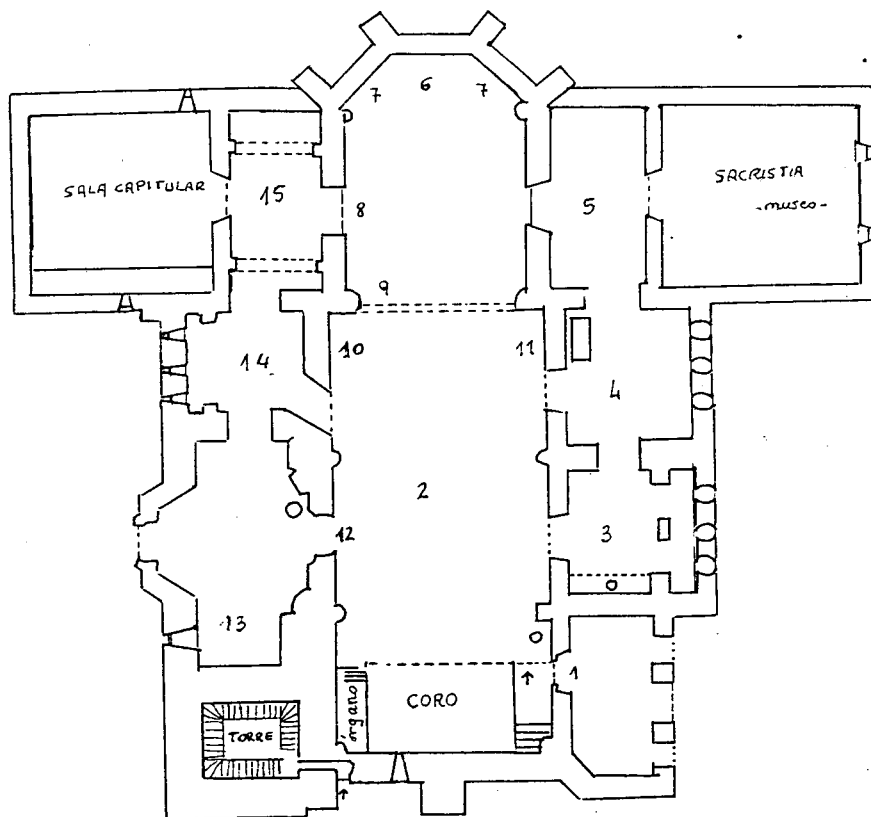 7 6 7
SALA CAPITULAR
15
8
5
SACRISTIA
-museo-
9
10
11
14
4
2
12
3
13
1
órgano
CORO
TORRE